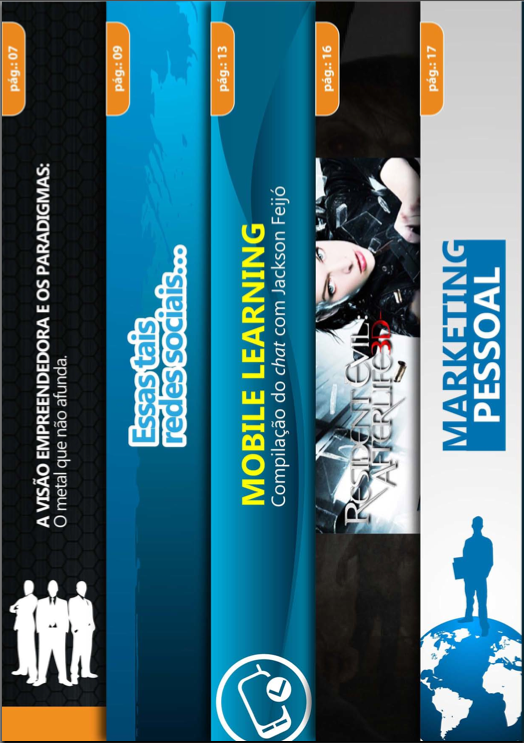 A VISÃO EMPREENDEDORA E OS PARADIGMAS:
O metal que não afunda.
pág.: 07
Essas tais
redes sociais...
pág.: 09
MOBILE LEARNING
Compilação do chat com Jackson Feijó
pág.: 13
RESIDENT EVIL:
AFTERLIFE 3D
pág.: 16
MARKETING
PESSOAL
pág.: 17